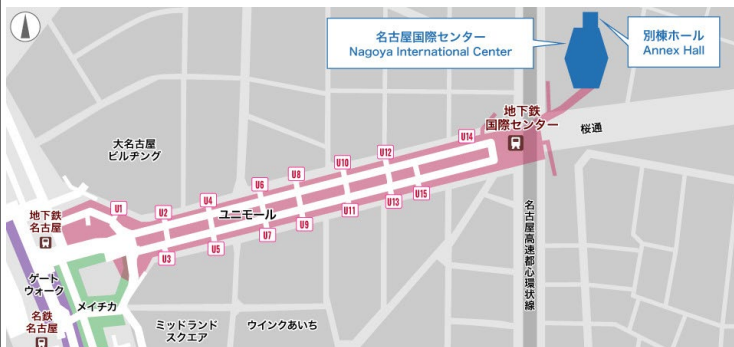 名古屋国際センター
Nagoya International Center
別棟ホール
Annex Hall
地下鉄
国際センター
桜通
大名古屋
ビルヂング
U14
U12
U10
U8
U6
U4
U2
U1
ユニモール
U15
U13
U11
U9
U7
U5
U3
地下鉄
名古屋
ゲート
ウォーク
メイチカ
名鉄
名古屋
ミッドランド
スクエア
ウインクあいち
名古屋高速都心環状線